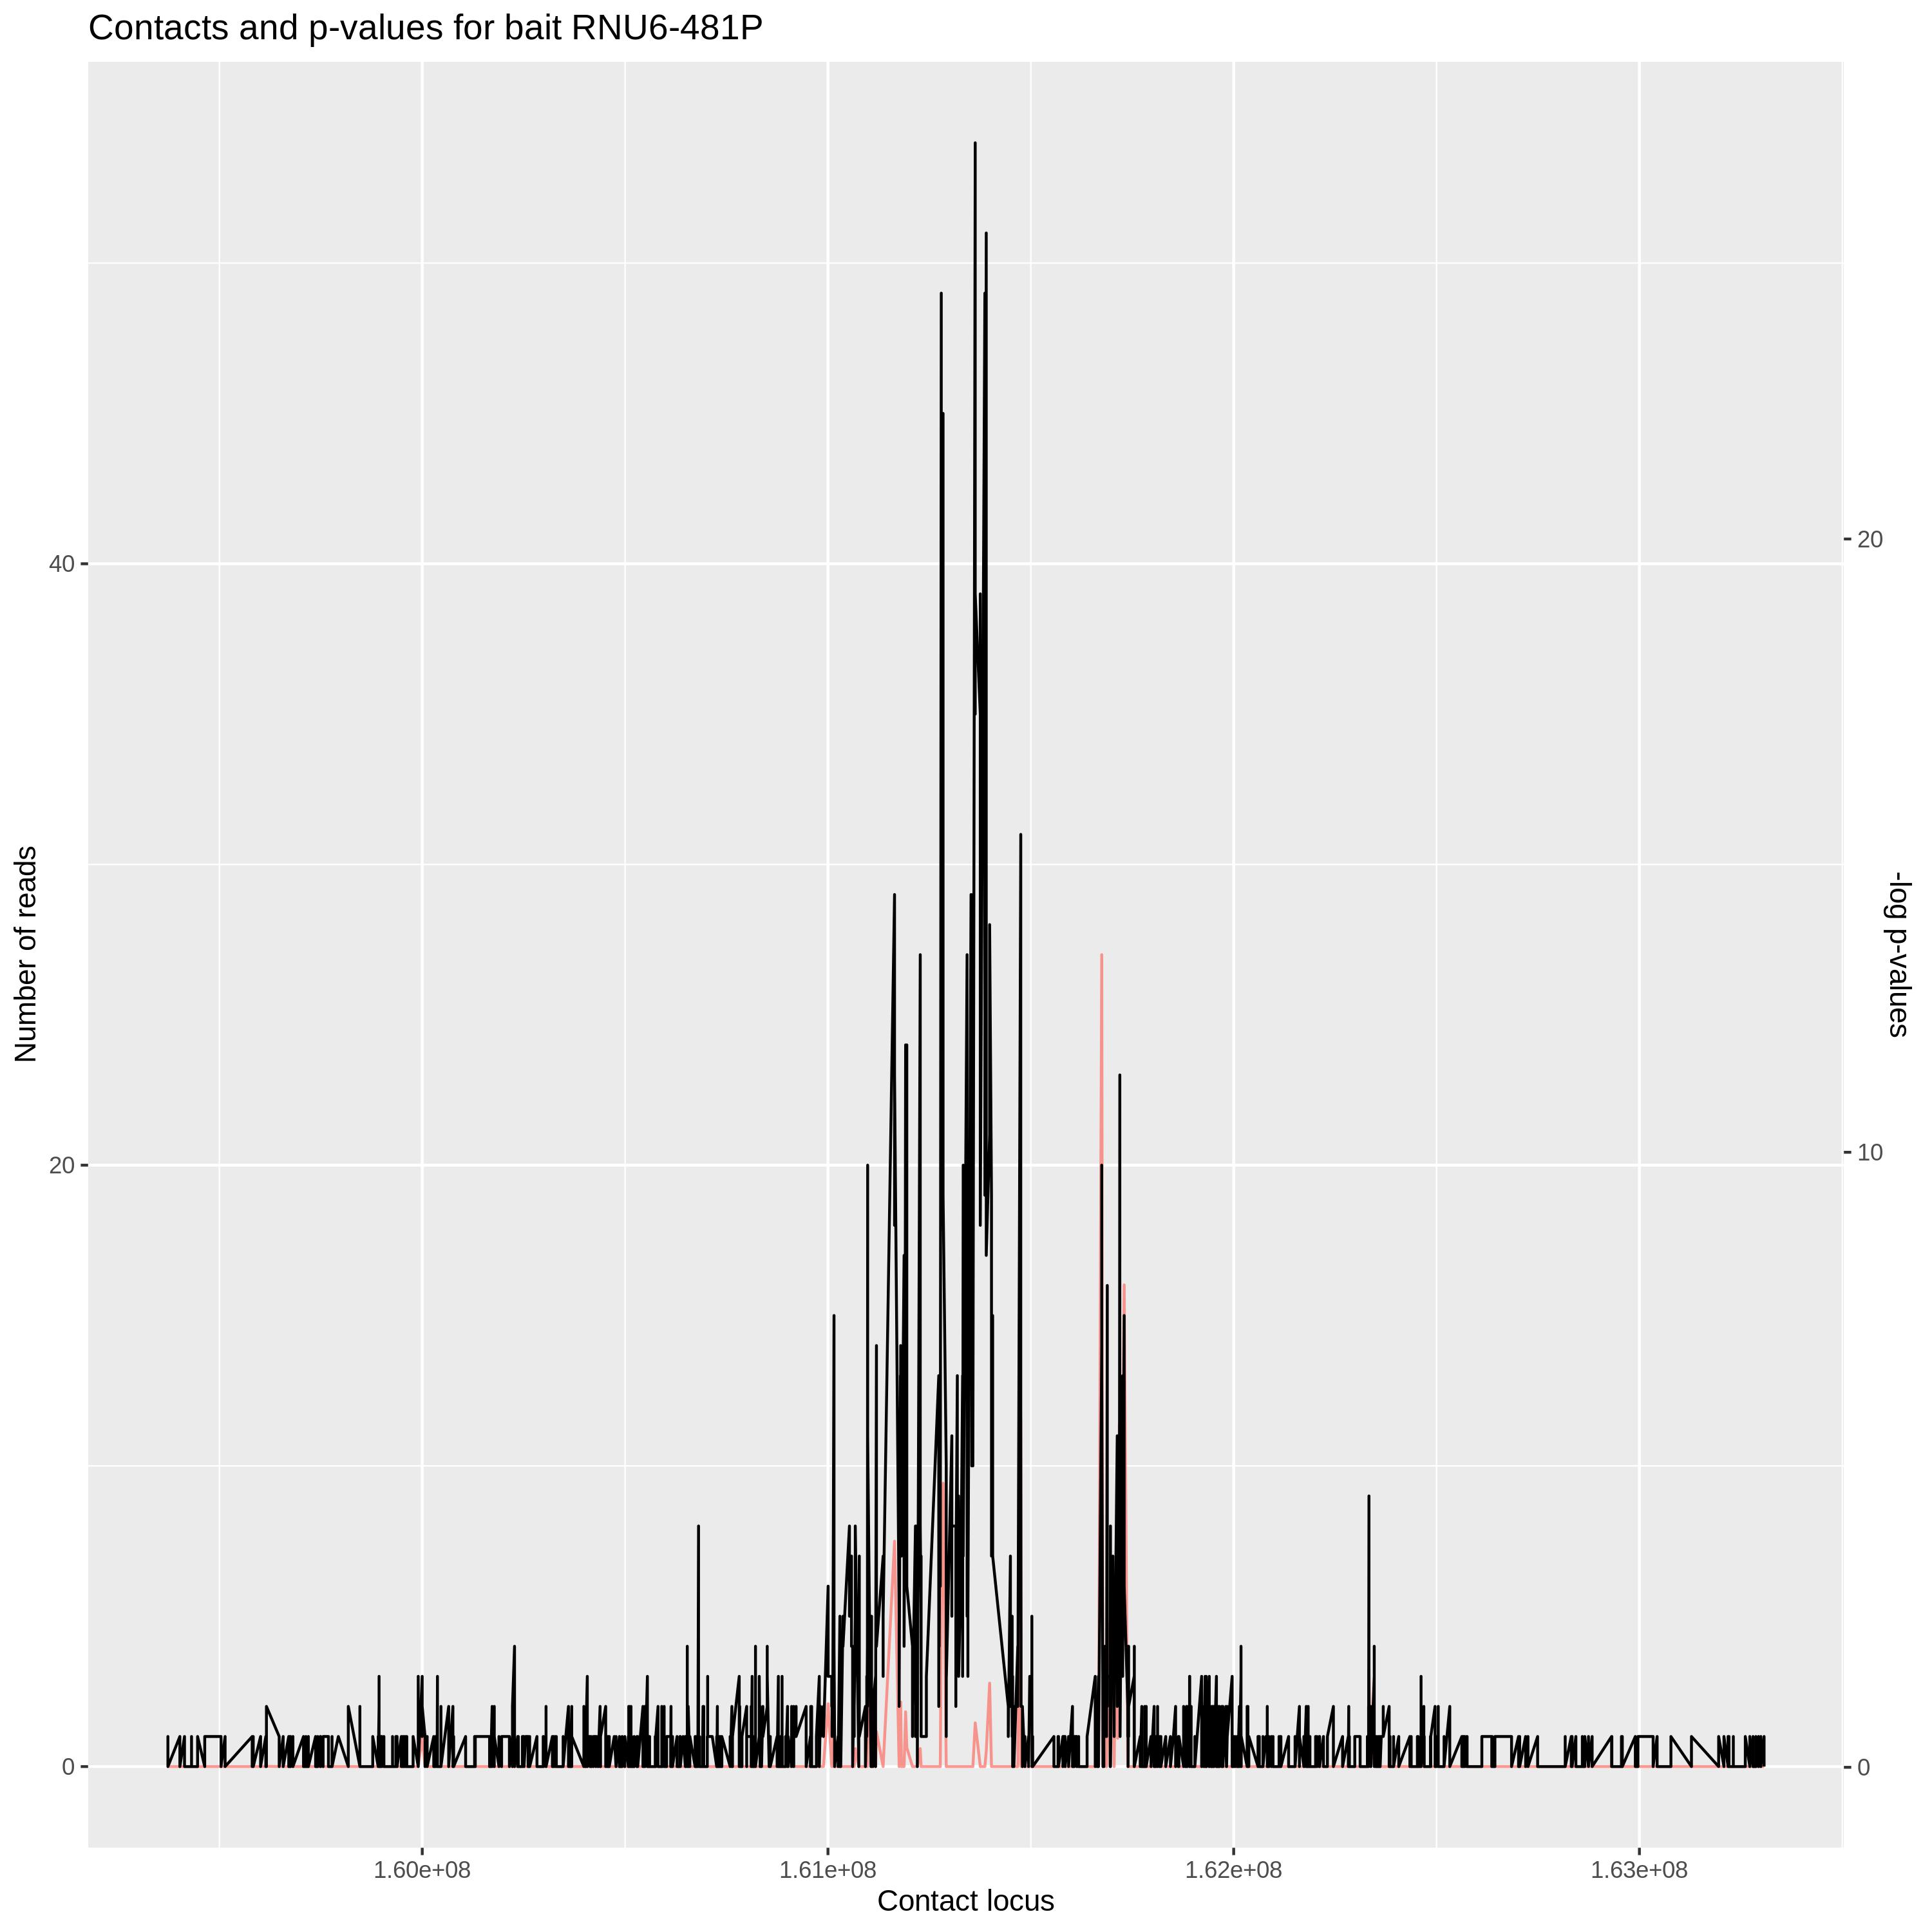 Contacts and p-values for bait RNU6-481P
40
20
0
Number of reads
20
10
0
-log p-values
1.60e+08
1.61e+08
1.62e+08
1.63e+08
Contact locus